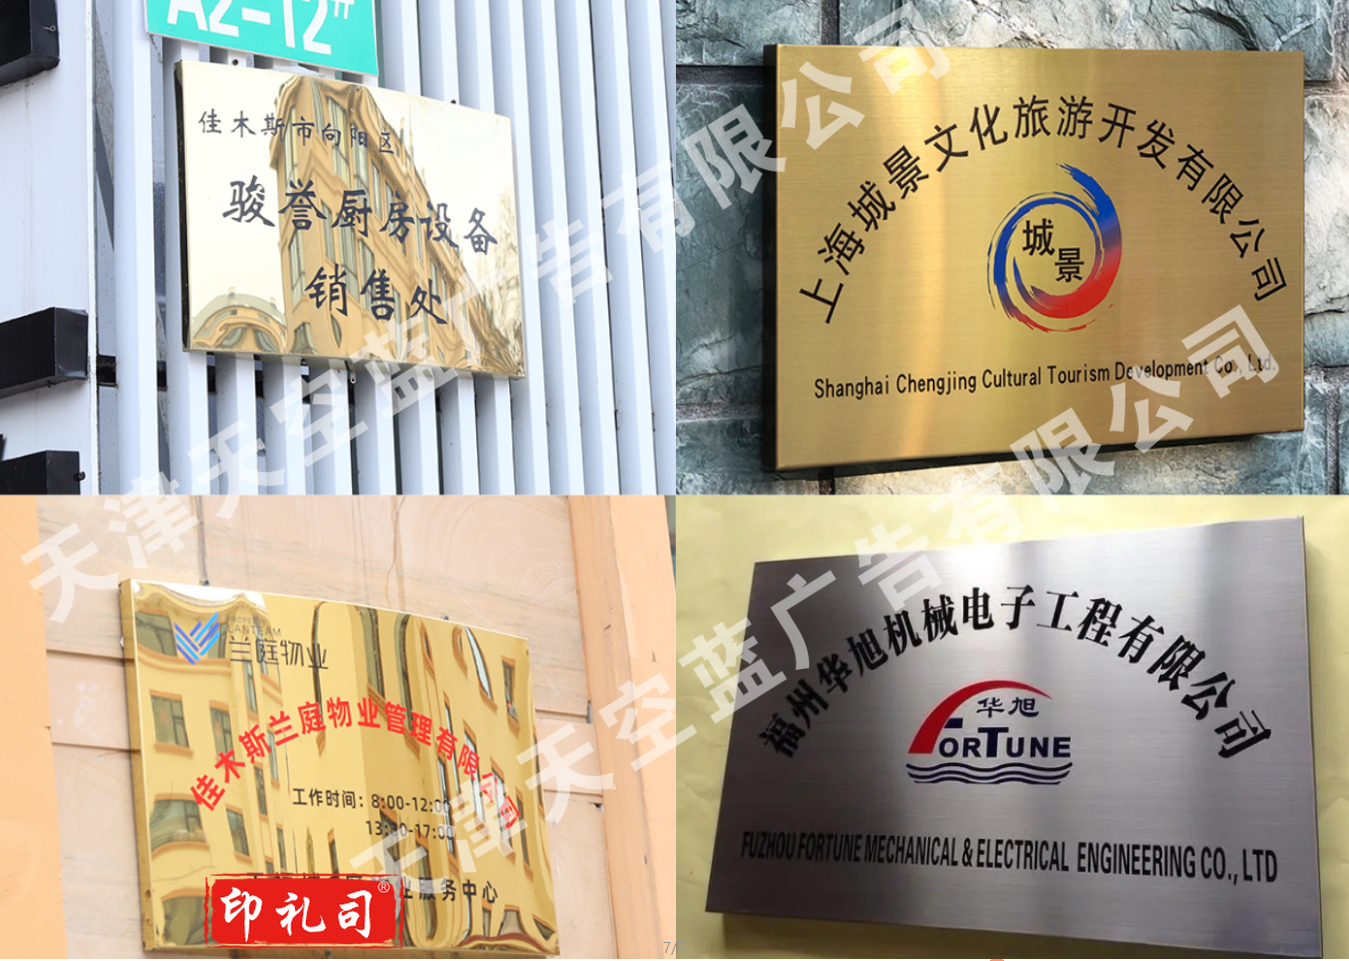 A2-12#
佳木斯市向阳区
骏誉厨房设备
销售处
上海城景文化旅游开发有限公司
城景
Shanghai Chengjing Cultural Tourism Development Co., Ltd.
兰庭物业
佳木斯兰庭物业管理有限公司
工作时间：8:00-12:00
13:30-17:00
服务中心
印礼司®
福州华旭机械电子工程有限公司
华旭
FORTUNE
FUZHOU FORTUNE MECHANICAL & ELECTRICAL ENGINEERING CO., LTD
天津天空蓝广告有限公司
天津天空蓝广告有限公司
7/